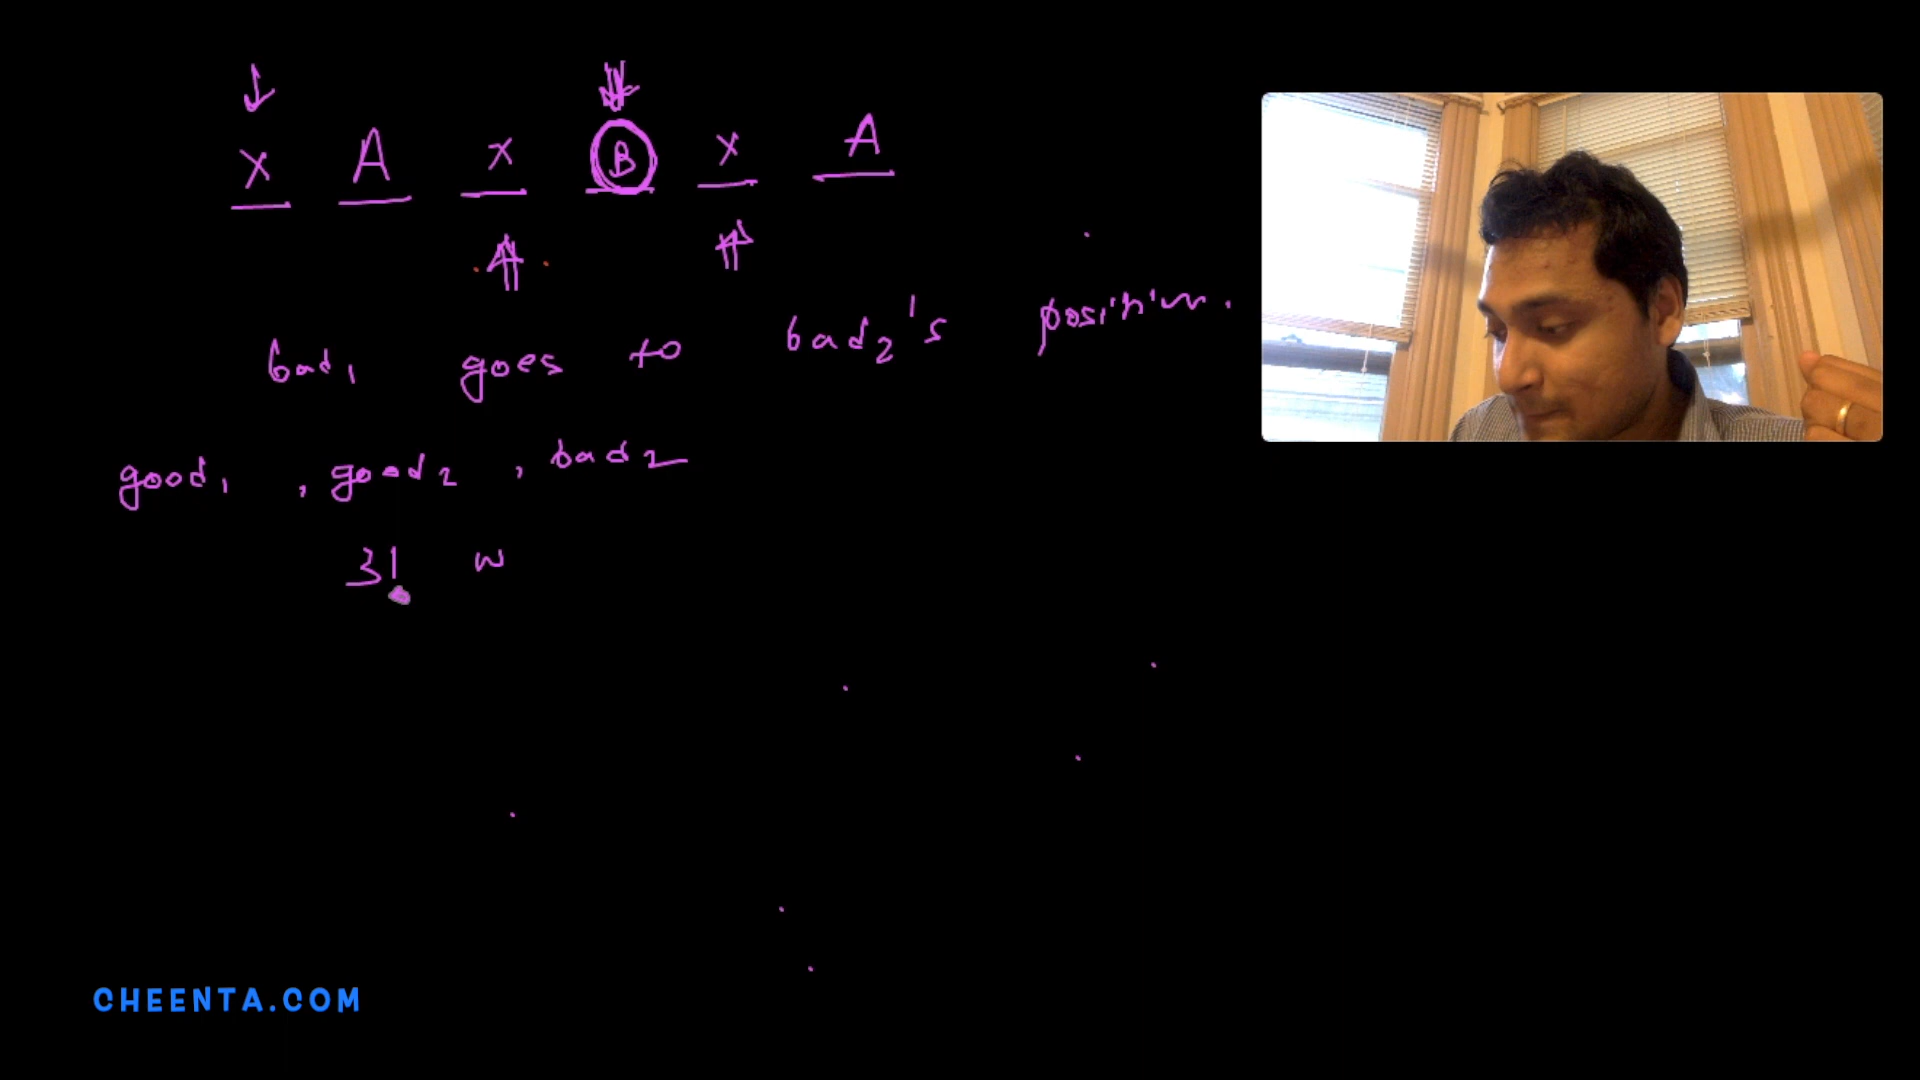 X A X B X A
bad₁ goes to bad₂'s position.
good₁, good₂, bad₂
3! w
CHEENTA.COM